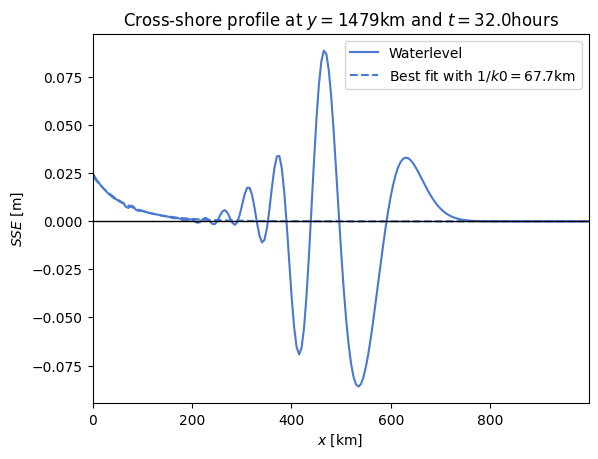 Cross-shore profile at y = 1479km and t = 32.0hours
Waterlevel
Best fit with 1/k0 = 67.7km
SSE [m]
0.075
0.050
0.025
0.000
−0.025
−0.050
−0.075
0 200 400 600 800
x [km]